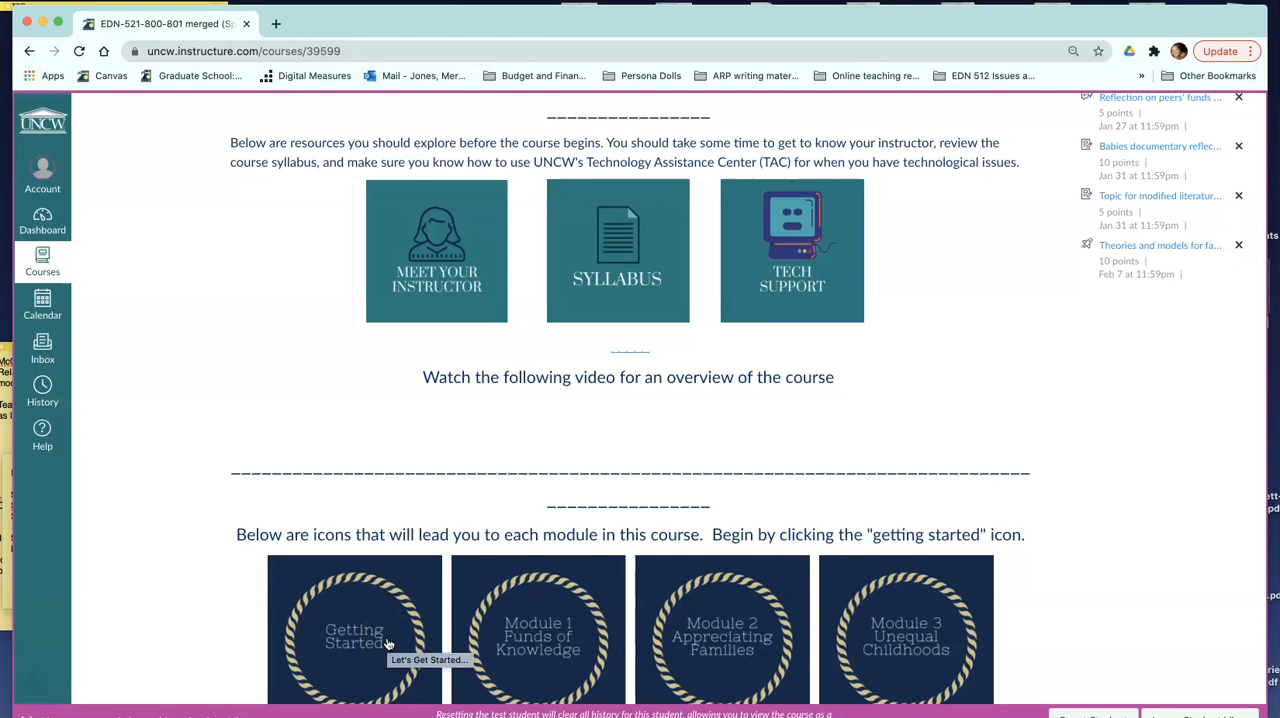 EDN-521-800-801 merged (Sp
uncw.instructure.com/courses/39599
Update
Apps
Canvas
Graduate School:...
Digital Measures
Mail - Jones, Mer...
Budget and Finan...
Persona Dolls
ARP writing mater...
Online teaching re...
EDN 512 Issues a...
»
Other Bookmarks
UNCW
Account
Dashboard
Courses
Calendar
Inbox
History
Help
Below are resources you should explore before the course begins. You should take some time to get to know your instructor, review the
course syllabus, and make sure you know how to use UNCW's Technology Assistance Center (TAC) for when you have technological issues.
MEET YOUR
INSTRUCTOR
SYLLABUS
TECH
SUPPORT
Watch the following video for an overview of the course
Below are icons that will lead you to each module in this course. Begin by clicking the "getting started" icon.
Getting
Started
Let's Get Started...
Module 1
Funds of
Knowledge
Module 2
Appreciating
Families
Module 3
Unequal
Childhoods
Reflection on peers' funds ...
5 points |
Jan 27 at 11:59pm |
Babies documentary reflec...
10 points |
Jan 31 at 11:59pm |
Topic for modified literatur...
5 points |
Jan 31 at 11:59pm |
Theories and models for fa...
10 points |
Feb 7 at 11:59pm |
Resetting the test student will clear all history for this student, allowing you to view the course as a